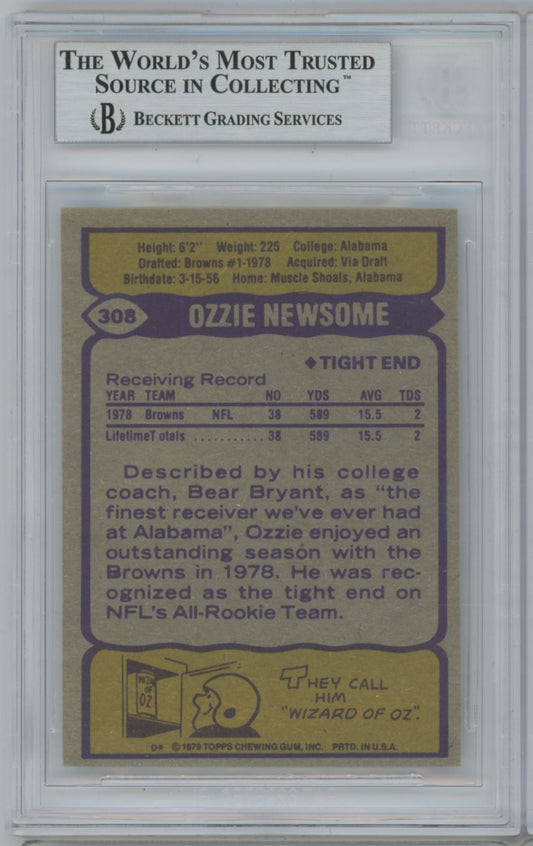 THE WORLD'S MOST TRUSTED
SOURCE IN COLLECTING™
B BECKETT GRADING SERVICES
Height: 6'2" Weight: 225 College: Alabama
Drafted: Browns #1-1978 Acquired: Via Draft
Birthdate: 3-15-56 Home: Muscle Shoals, Alabama
308 OZZIE NEWSOME
◆TIGHT END
Receiving Record
YEAR TEAM NO YDS AVG TDS
1978 Browns NFL 38 589 15.5 2
LifetimeTotals ........... 38 589 15.5 2
Described by his college
coach, Bear Bryant, as "the
finest receiver we've ever had
at Alabama", Ozzie enjoyed an
outstanding season with the
Browns in 1978. He was rec-
ognized as the tight end on
NFL's All-Rookie Team.
WIZARD
OF
OZ
THEY CALL
HIM
"WIZARD OF OZ".
D* © 1979 TOPPS CHEWING GUM, INC. PRTD. IN U.S.A.